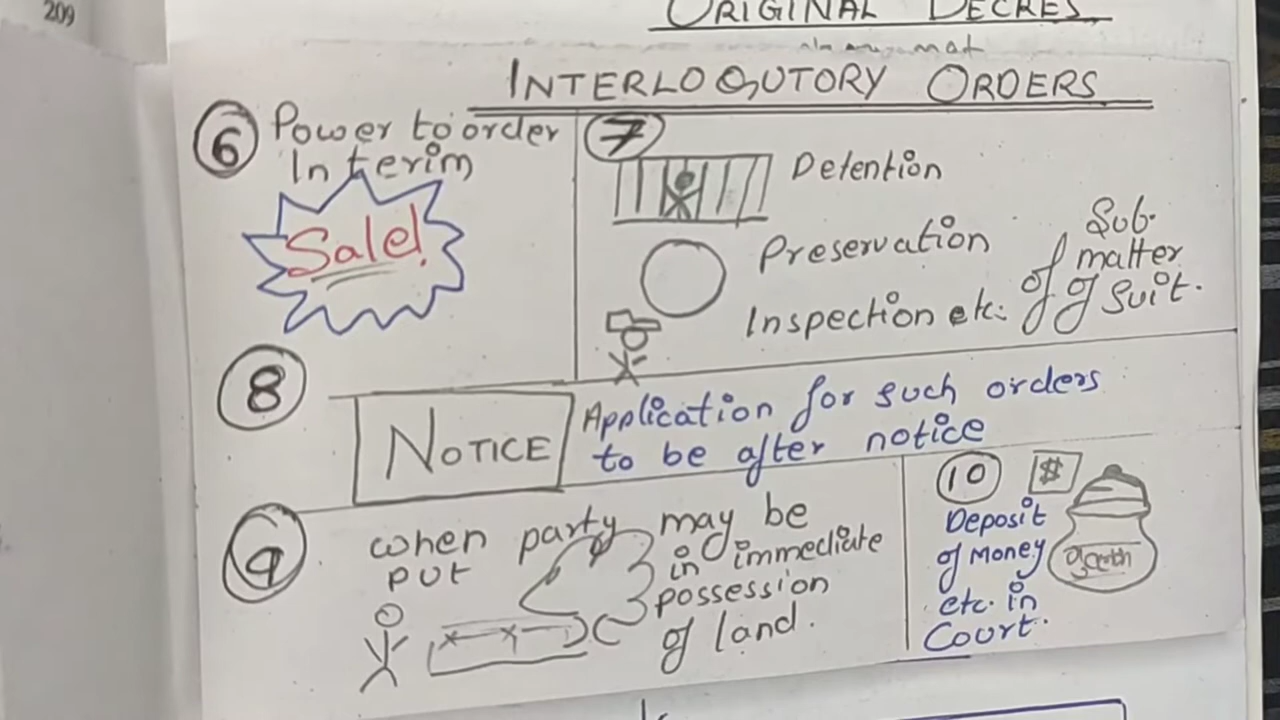 209
ORIGINAL DECRES
INTERLOQUTORY ORDERS
6 Power to order
Interim
Sale!
7
Detention
Preservation
Inspection etc. of
Sub-
matter
of Suit.
8
NOTICE
Application for such orders
to be after notice
9
when party may be
put in immediate
possession
of land.
10 $
Deposit
of Money
etc. in
Court.